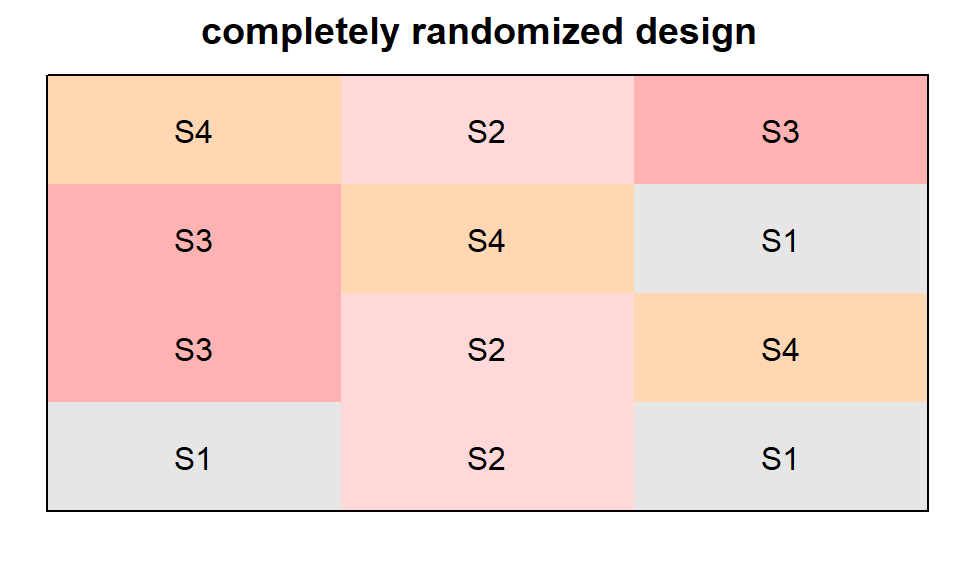 completely randomized design
S4 S2 S3
S3 S4 S1
S3 S2 S4
S1 S2 S1